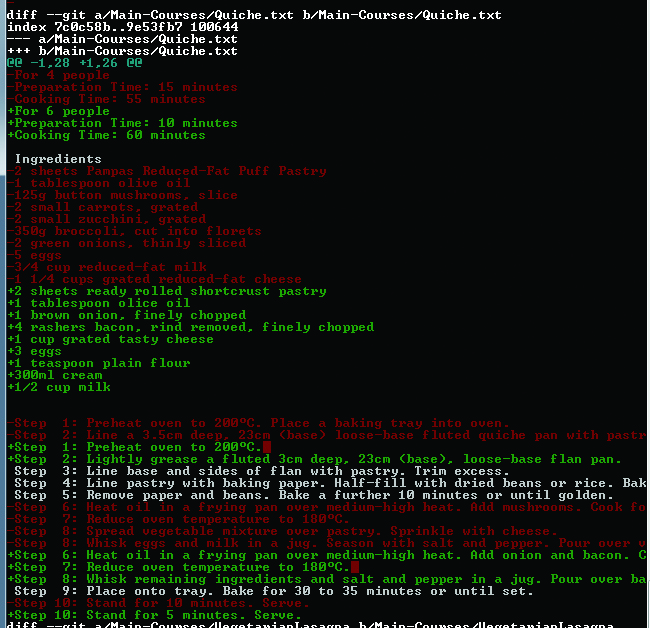 diff --git a/Main-Courses/Quiche.txt b/Main-Courses/Quiche.txt
index 7c0c58b..9e53fb7 100644
--- a/Main-Courses/Quiche.txt
+++ b/Main-Courses/Quiche.txt
@@ -1,28 +1,26 @@
-For 4 people
-Preparation Time: 15 minutes
-Cooking Time: 55 minutes
+For 6 people
+Preparation Time: 10 minutes
+Cooking Time: 60 minutes
Ingredients
-2 sheets Pampas Reduced-Fat Puff Pastry
-1 tablespoon olive oil
-125g button mushrooms, slice
-2 small carrots, grated
-2 small zucchini, grated
-350g broccoli, cut into florets
-2 green onions, thinly sliced
-5 eggs
-3/4 cup reduced-fat milk
-1 1/4 cups grated reduced-fat cheese
+2 sheets ready rolled shortcrust pastry
+1 tablespoon olice oil
+1 brown onion, finely chopped
+4 rashers bacon, rind removed, finely chopped
+1 cup grated tasty cheese
+3 eggs
+1 teaspoon plain flour
+300ml cream
+1/2 cup milk
-Step  1: Preheat oven to 200ºC. Place a baking tray into oven.
-Step  2: Line a 3.5cm deep, 23cm (base) loose-base fluted quiche pan with pastr
+Step  1: Preheat oven to 200ºC.
+Step  2: Lightly grease a fluted 3cm deep, 23cm (base), loose-base flan pan.
Step  3: Line base and sides of flan with pastry. Trim excess.
Step  4: Line pastry with baking paper. Half-fill with dried beans or rice. Bak
Step  5: Remove paper and beans. Bake a further 10 minutes or until golden.
-Step  6: Heat oil in a frying pan over medium-high heat. Add mushrooms. Cook fo
-Step  7: Reduce oven temperature to 180ºC.
-Step  8: Spread vegetable mixture over pastry. Sprinkle with cheese.
-Step  8: Whisk eggs and milk in a jug. Season with salt and pepper. Pour over v
+Step  6: Heat oil in a frying pan over medium-high heat. Add onion and bacon. C
+Step  7: Reduce oven temperature to 180ºC.
+Step  8: Whisk remaining ingredients and salt and pepper in a jug. Pour over ba
Step  9: Place onto tray. Bake for 30 to 35 minutes or until set.
-Step 10: Stand for 10 minutes. Serve.
+Step 10: Stand for 5 minutes. Serve.
diff --git a/Main-Courses/VegetarianLasagna b/Main-Courses/VegetarianLasagna